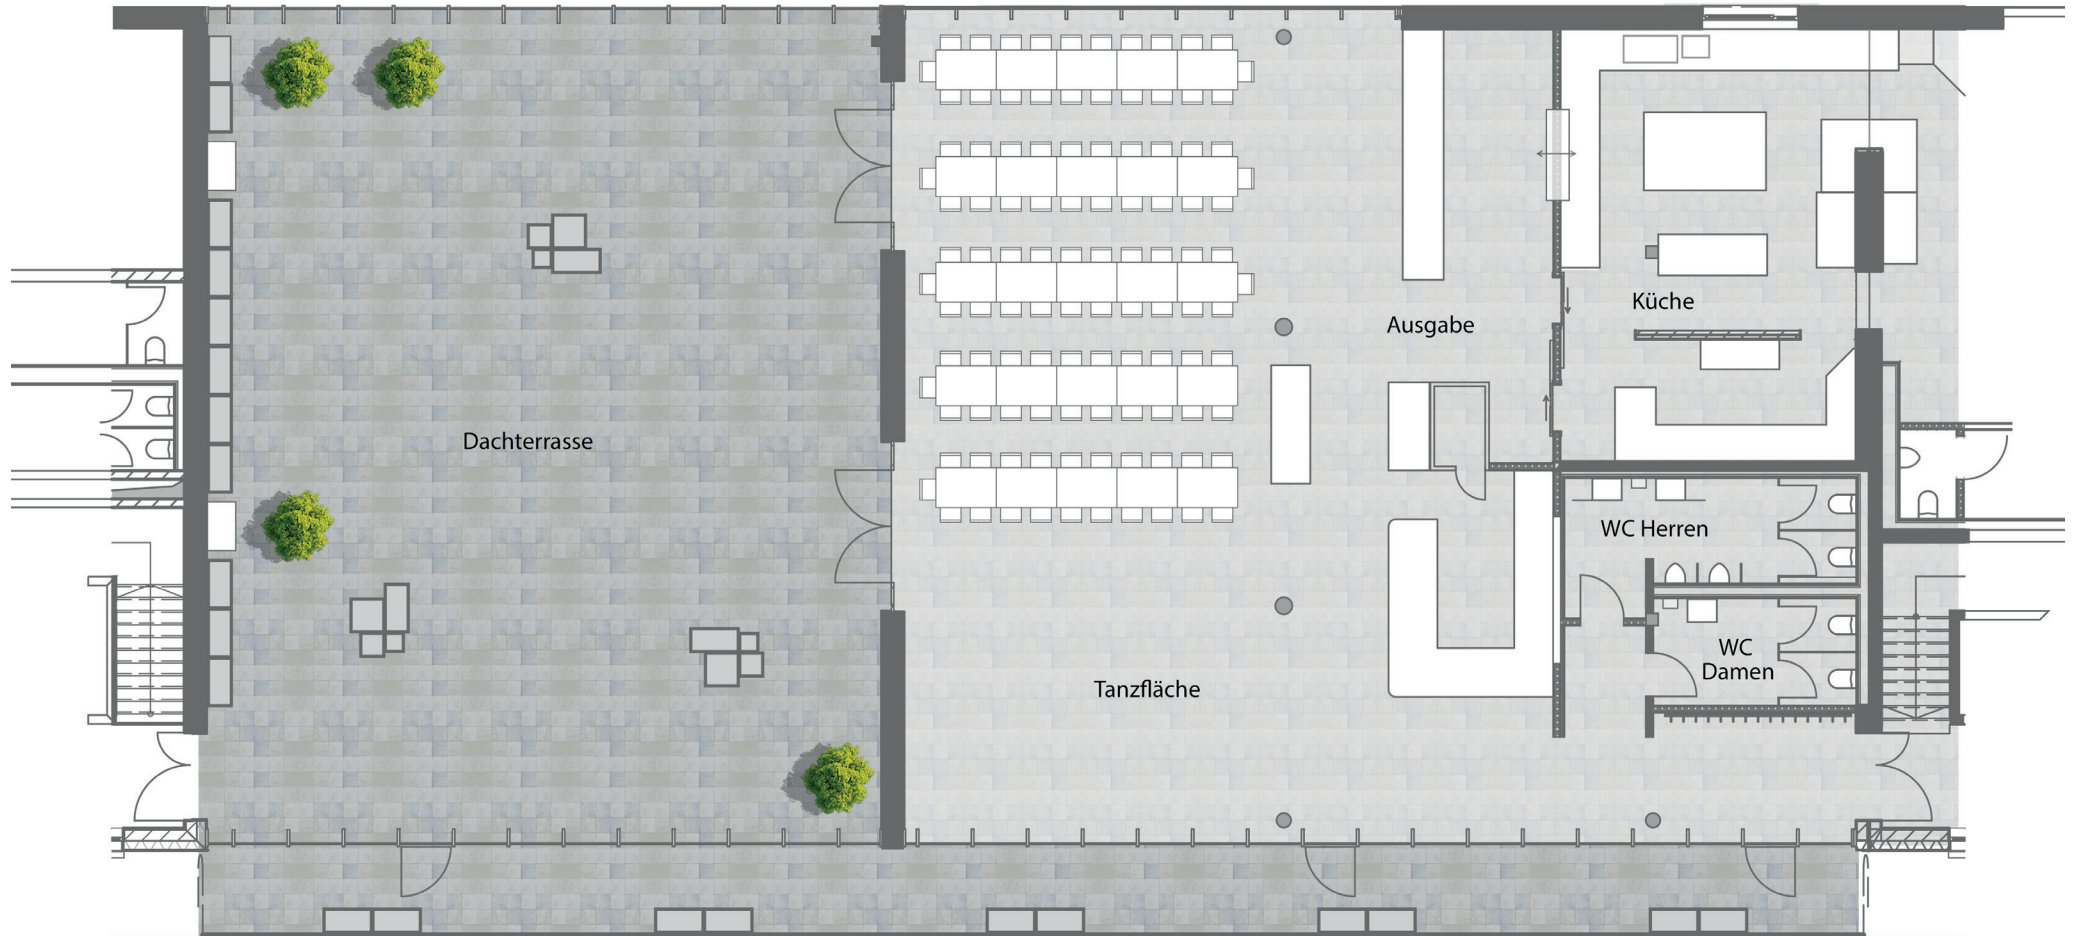 Küche
Ausgabe
Dachterrasse
WC Herren
WC
Damen
Tanzfläche